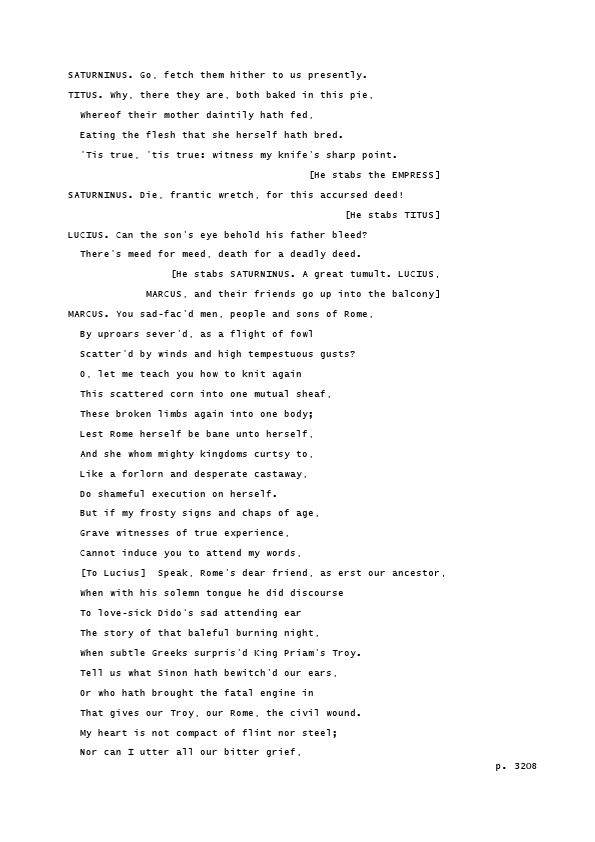 SATURNINUS. Go, fetch them hither to us presently.
TITUS. Why, there they are, both baked in this pie,
Whereof their mother daintily hath fed,
Eating the flesh that she herself hath bred.
'Tis true, 'tis true: witness my knife's sharp point.
[He stabs the EMPRESS]
SATURNINUS. Die, frantic wretch, for this accursed deed!
[He stabs TITUS]
LUCIUS. Can the son's eye behold his father bleed?
There's meed for meed, death for a deadly deed.
[He stabs SATURNINUS. A great tumult. LUCIUS,
MARCUS, and their friends go up into the balcony]
MARCUS. You sad-fac'd men, people and sons of Rome,
By uproars sever'd, as a flight of fowl
Scatter'd by winds and high tempestuous gusts?
O, let me teach you how to knit again
This scattered corn into one mutual sheaf,
These broken limbs again into one body;
Lest Rome herself be bane unto herself,
And she whom mighty kingdoms curtsy to,
Like a forlorn and desperate castaway,
Do shameful execution on herself.
But if my frosty signs and chaps of age,
Grave witnesses of true experience,
Cannot induce you to attend my words,
[To Lucius]  Speak, Rome's dear friend, as erst our ancestor,
When with his solemn tongue he did discourse
To love-sick Dido's sad attending ear
The story of that baleful burning night,
When subtle Greeks surpris'd King Priam's Troy.
Tell us what Sinon hath bewitch'd our ears,
Or who hath brought the fatal engine in
That gives our Troy, our Rome, the civil wound.
My heart is not compact of flint nor steel;
Nor can I utter all our bitter grief,
p. 3208